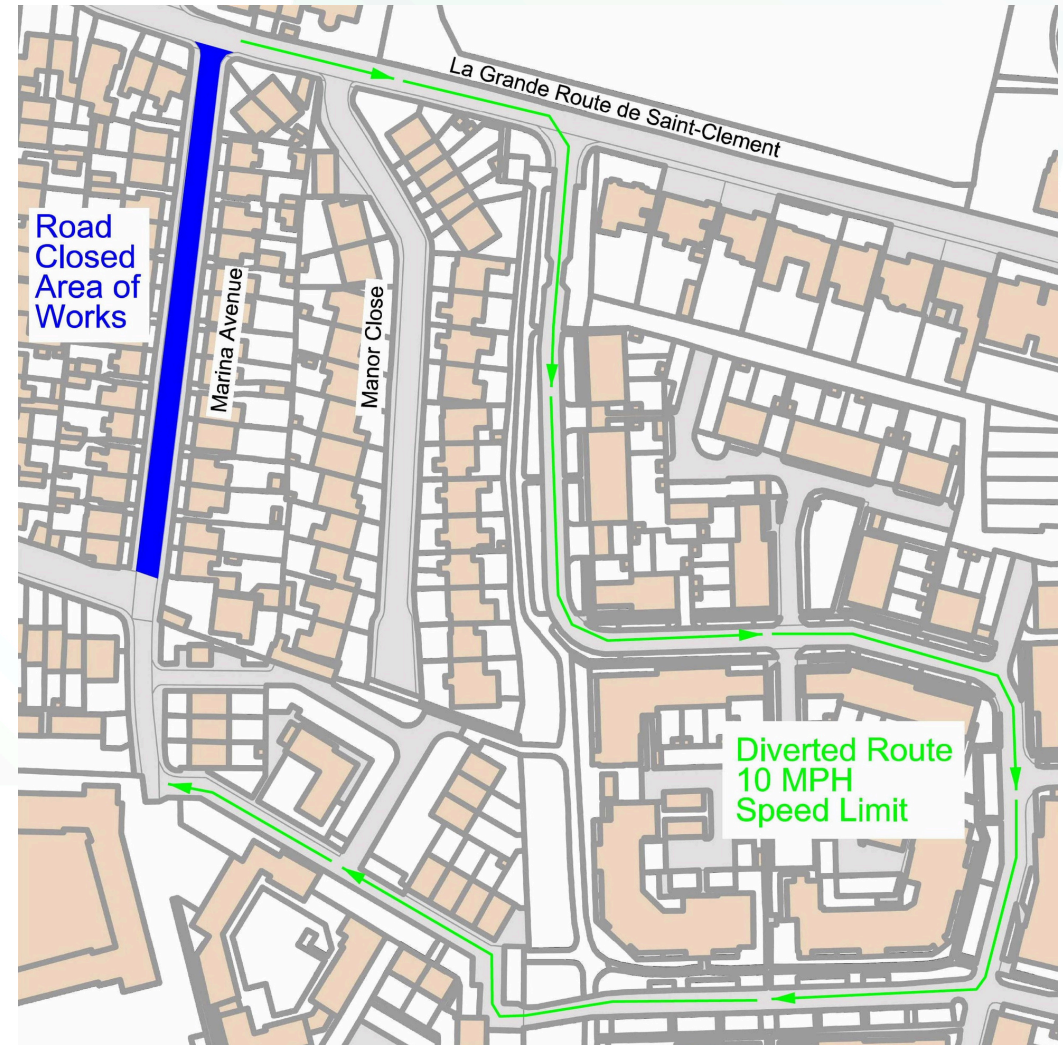 La Grande Route de Saint-Clement
Road
Closed
Area of
Works
Marina Avenue
Manor Close
Diverted Route
10 MPH
Speed Limit